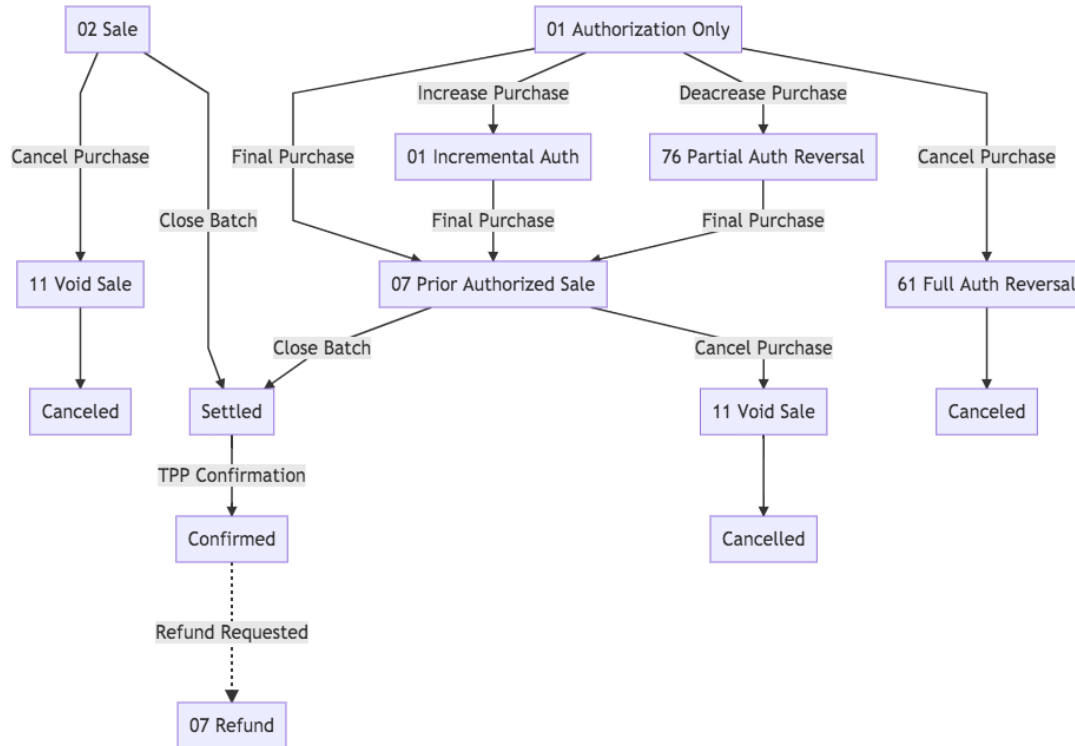 02 Sale
01 Authorization Only
Increase Purchase
Deacrease Purchase
Cancel Purchase
Final Purchase
01 Incremental Auth
76 Partial Auth Reversal
Cancel Purchase
Close Batch
Final Purchase
Final Purchase
11 Void Sale
07 Prior Authorized Sale
61 Full Auth Reversal
Close Batch
Cancel Purchase
Canceled
Settled
11 Void Sale
Canceled
TPP Confirmation
Confirmed
Cancelled
Refund Requested
07 Refund